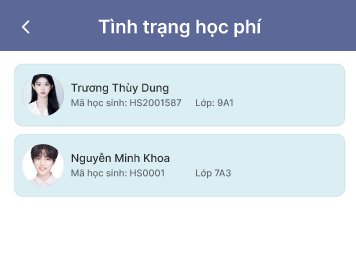 Tình trạng học phí
Trương Thùy Dung
Mã học sinh: HS2001587 Lớp: 9A1
Nguyễn Minh Khoa
Mã học sinh: HS0001 Lớp 7A3